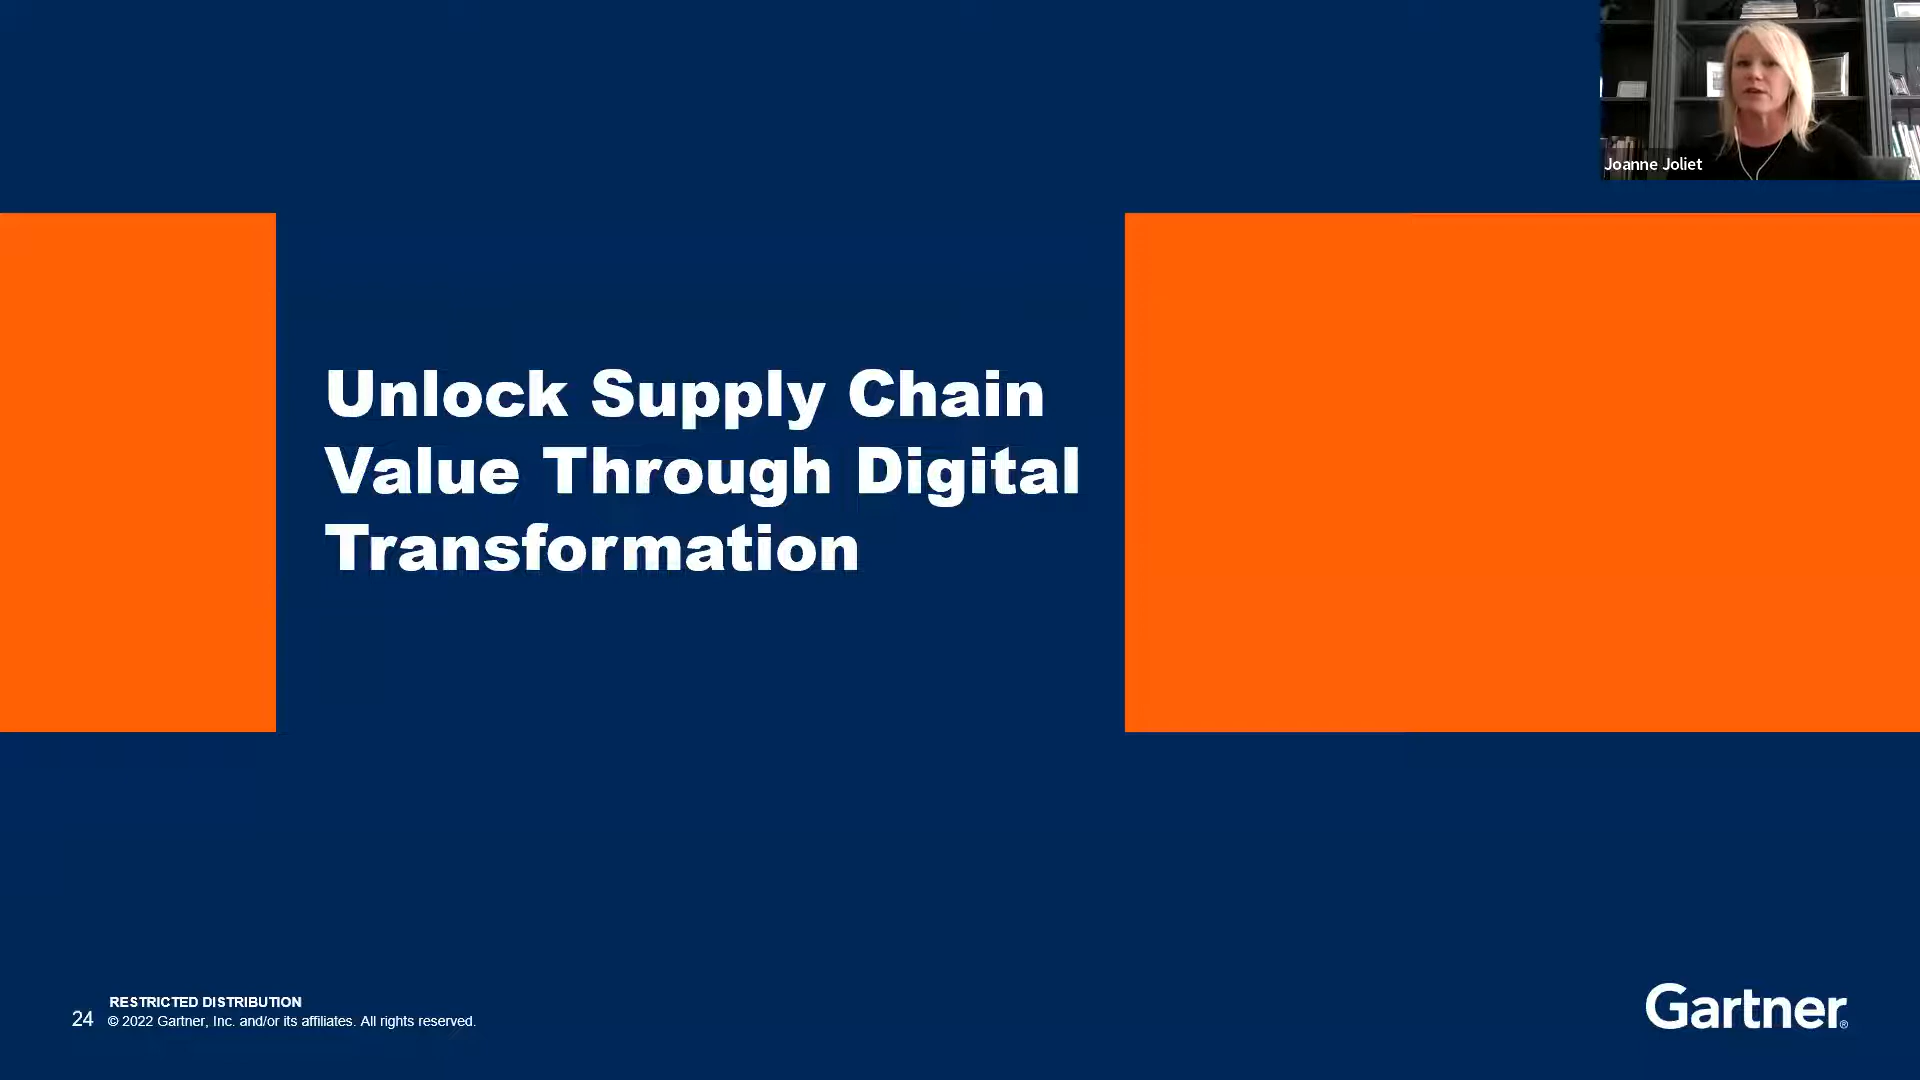 Joanne Joliet
Unlock Supply Chain
Value Through Digital
Transformation
RESTRICTED DISTRIBUTION
24 © 2022 Gartner, Inc. and/or its affiliates. All rights reserved.
Gartner®